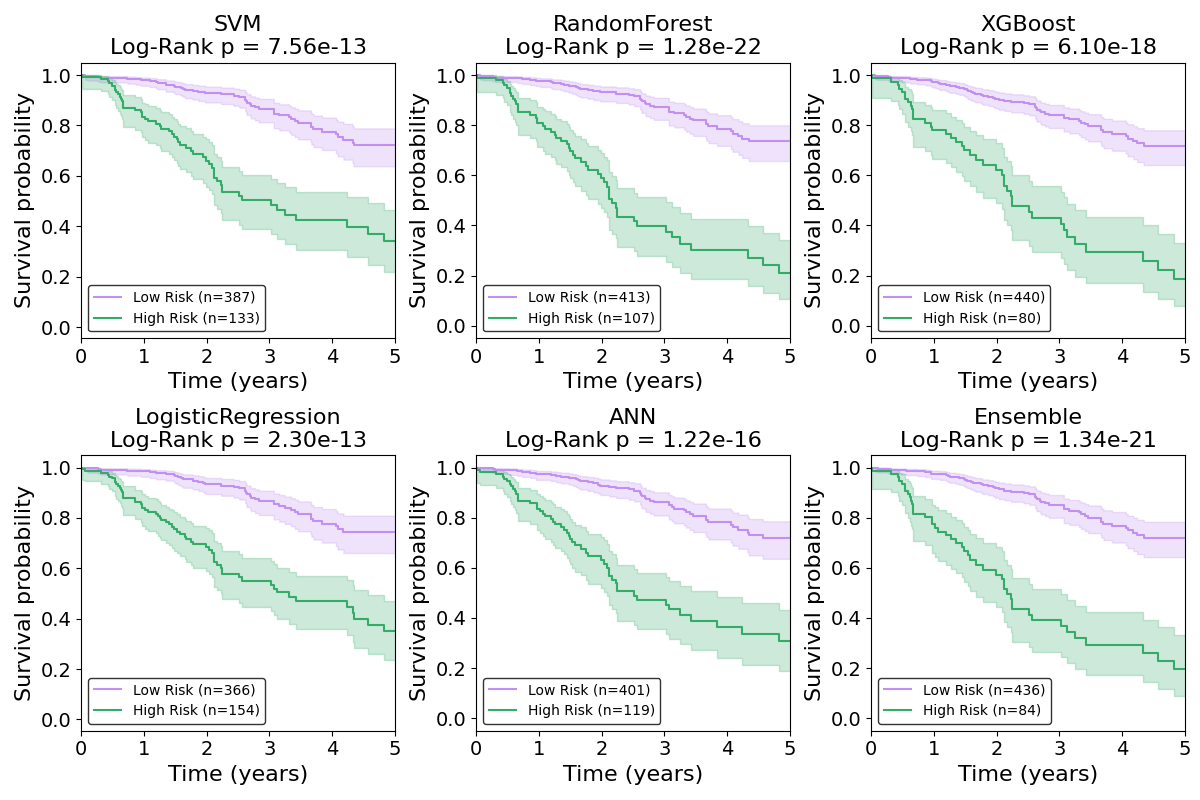 SVM
Log-Rank p = 7.56e-13
Survival probability
1.0
0.8
0.6
0.4
0.2
0.0
Low Risk (n=387)
High Risk (n=133)
0 1 2 3 4 5
Time (years)
RandomForest
Log-Rank p = 1.28e-22
Survival probability
1.0
0.8
0.6
0.4
0.2
0.0
Low Risk (n=413)
High Risk (n=107)
0 1 2 3 4 5
Time (years)
XGBoost
Log-Rank p = 6.10e-18
Survival probability
1.0
0.8
0.6
0.4
0.2
0.0
Low Risk (n=440)
High Risk (n=80)
0 1 2 3 4 5
Time (years)
LogisticRegression
Log-Rank p = 2.30e-13
Survival probability
1.0
0.8
0.6
0.4
0.2
0.0
Low Risk (n=366)
High Risk (n=154)
0 1 2 3 4 5
Time (years)
ANN
Log-Rank p = 1.22e-16
Survival probability
1.0
0.8
0.6
0.4
0.2
0.0
Low Risk (n=401)
High Risk (n=119)
0 1 2 3 4 5
Time (years)
Ensemble
Log-Rank p = 1.34e-21
Survival probability
1.0
0.8
0.6
0.4
0.2
0.0
Low Risk (n=436)
High Risk (n=84)
0 1 2 3 4 5
Time (years)